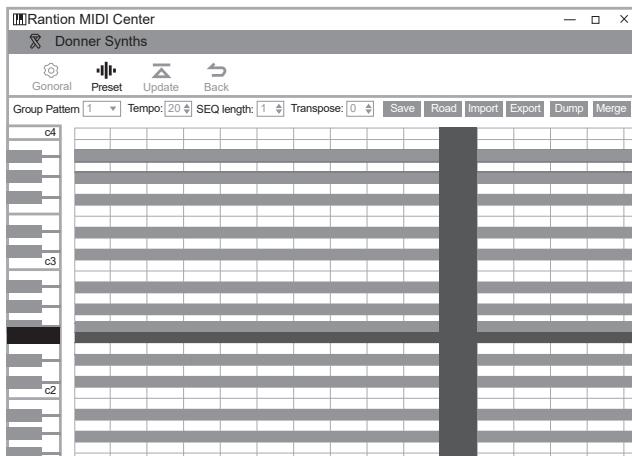 Rantion MIDI Center
Donner Synths
Gonoral Preset Update Back
Group Pattern 1 Tempo: 20 SEQ length: 1 Transpose: 0 Save Road Import Export Dump Merge
c4
c3
c2